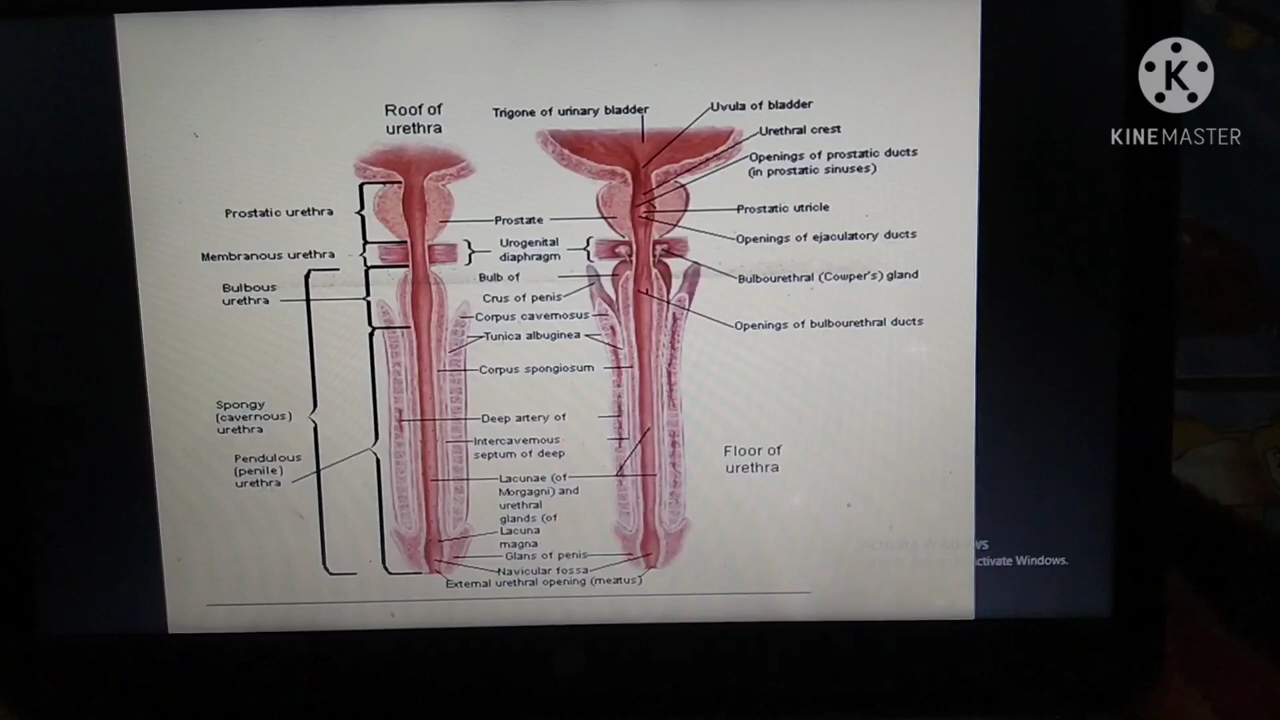 KINEMASTER
Roof of
urethra
Trigone of urinary bladder
Uvula of bladder
Urethral crest
Openings of prostatic ducts
(in prostatic sinuses)
Prostatic urethra
Prostate
Prostatic utricle
Openings of ejaculatory ducts
Membranous urethra
Urogenital
diaphragm
Bulbourethral (Cowper's) gland
Bulbous
urethra
Bulb of
Crus of penis
Corpus cavernosus
Openings of bulbourethral ducts
Tunica albuginea
Corpus spongiosum
Spongy
(cavernous)
urethra
Deep artery of
Intercavernous
septum of deep
Pendulous
(penile)
urethra
Floor of
urethra
Lacunae (of
Morgagni) and
urethral
glands (of
Lacuna
magna
Glans of penis
Navicular fossa
External urethral opening (meatus)
ctivate Windows.